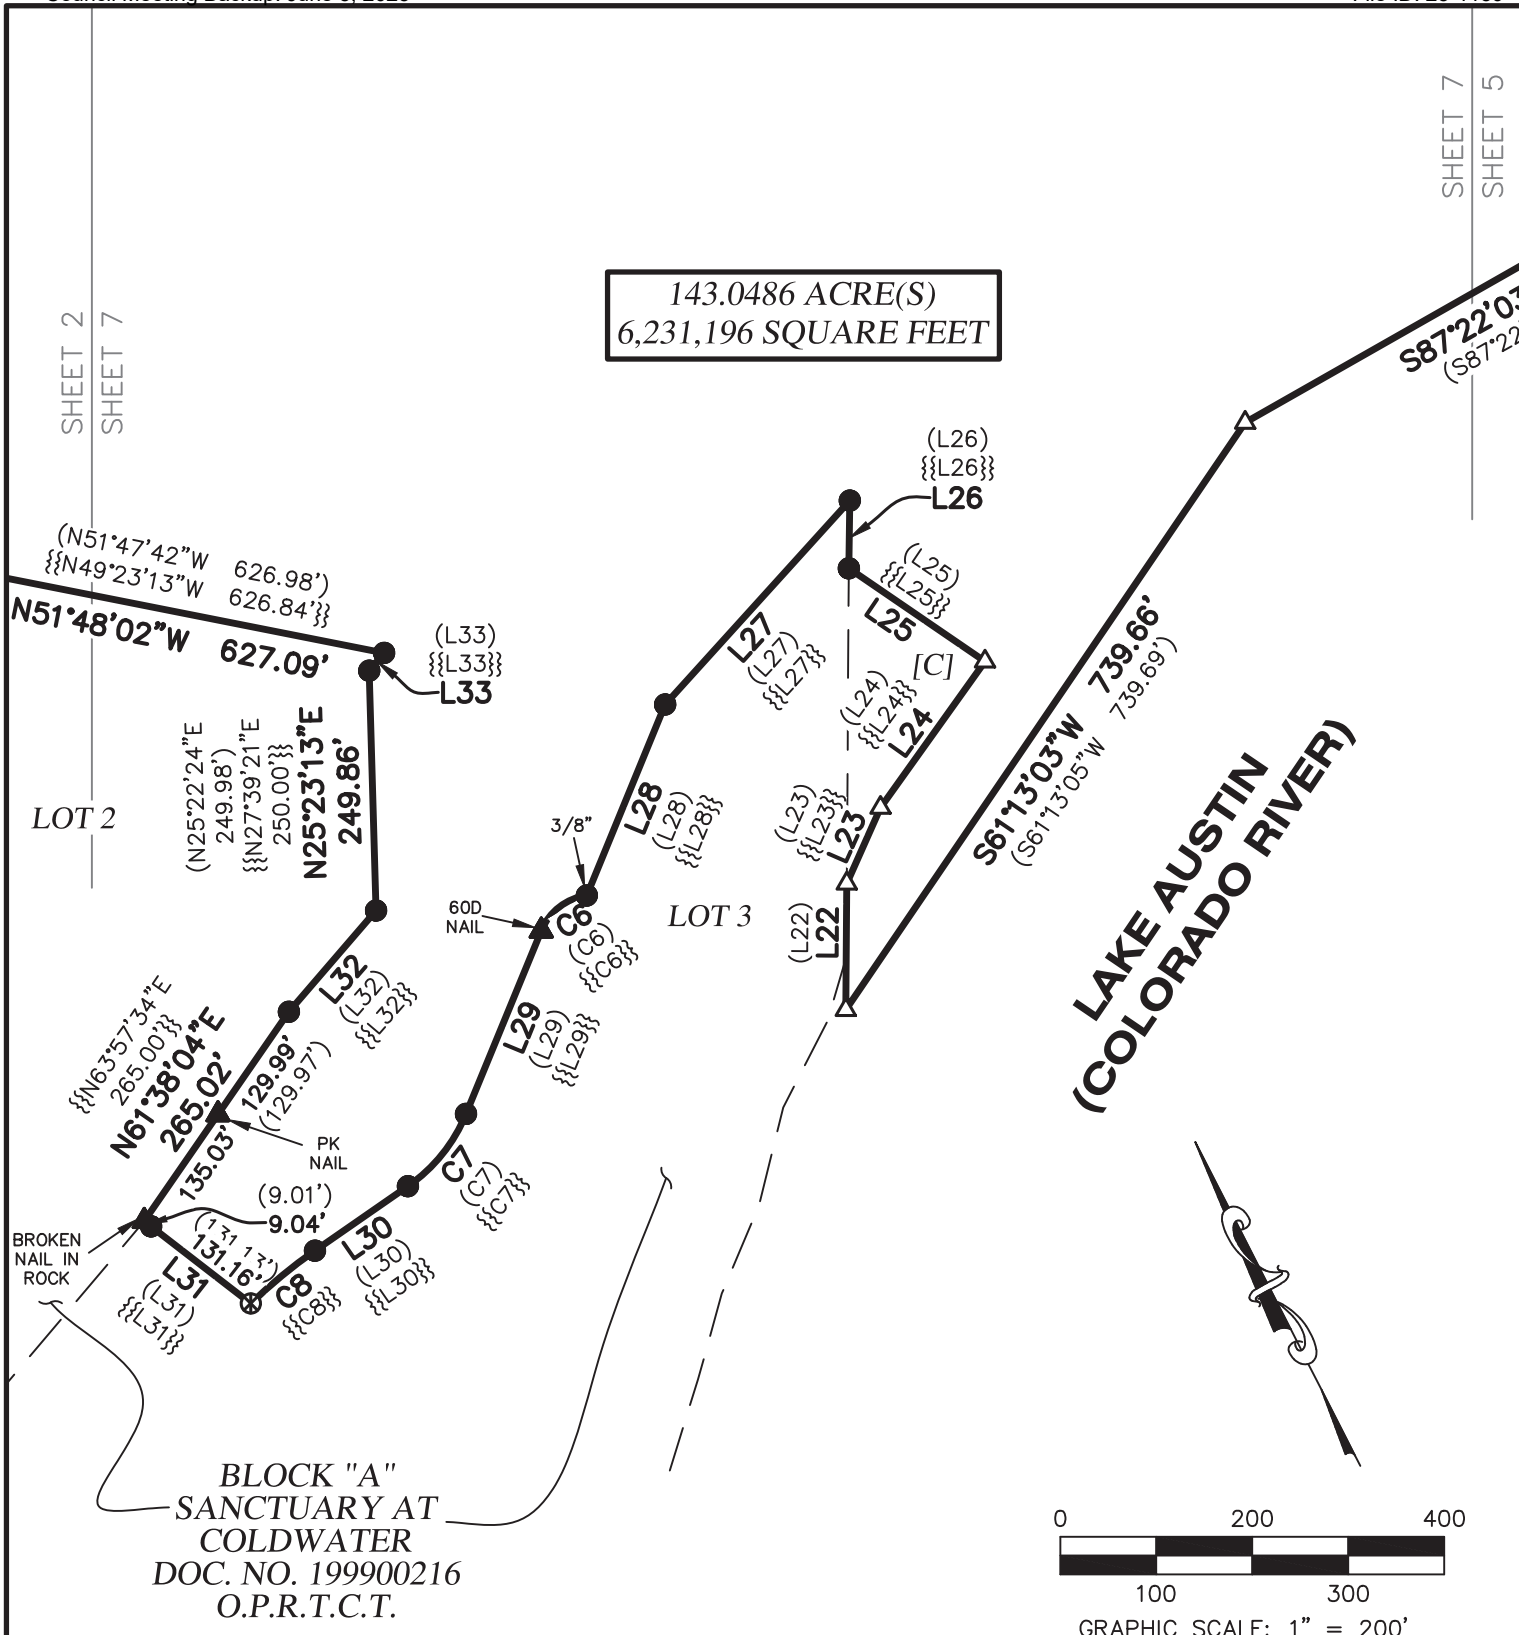 SHEET 7
SHEET 5
SHEET 2
SHEET 7
143.0486 ACRE(S)
6,231,196 SQUARE FEET
S87°22'03
(S87°22'
(L26)
{{L26}}
L26
(N51°47'42"W 626.98')
{{N49°23'13"W 626.84'}}
N51°48'02"W 627.09'
(L33)
{{L33}}
L33
(L25)
{{L25}}
L25
[C]
L27
(L27)
{{L27}}
(L24)
{{L24}}
L24
S61°13'03"W 739.66'
(S61°13'05"W 739.69')
(N25°22'24"E
249.98')
{{N27°39'21"E
250.00'}}
N25°23'13"E
249.86'
LOT 2
L28
(L28)
{{L28}}
3/8"
(L23)
{{L23}}
L23
LAKE AUSTIN
(COLORADO RIVER)
60D
NAIL
C6
(C6)
{{C6}}
LOT 3
(L22)
L22
L32
(L32)
{{L32}}
L29
(L29)
{{L29}}
{{N63°57'34"E
265.00'}}
N61°38'04"E
265.02'
129.99'
(129.97')
135.03'
PK
NAIL
C7
(C7)
{{C7}}
(9.01')
9.04'
(131.13')
131.16'
BROKEN
NAIL IN
ROCK
L31
(L31)
{{L31}}
C8
{{C8}}
L30
(L30)
{{L30}}
BLOCK "A"
SANCTUARY AT
COLDWATER
DOC. NO. 199900216
O.P.R.T.C.T.
0 200 400
100 300
GRAPHIC SCALE: 1" = 200'